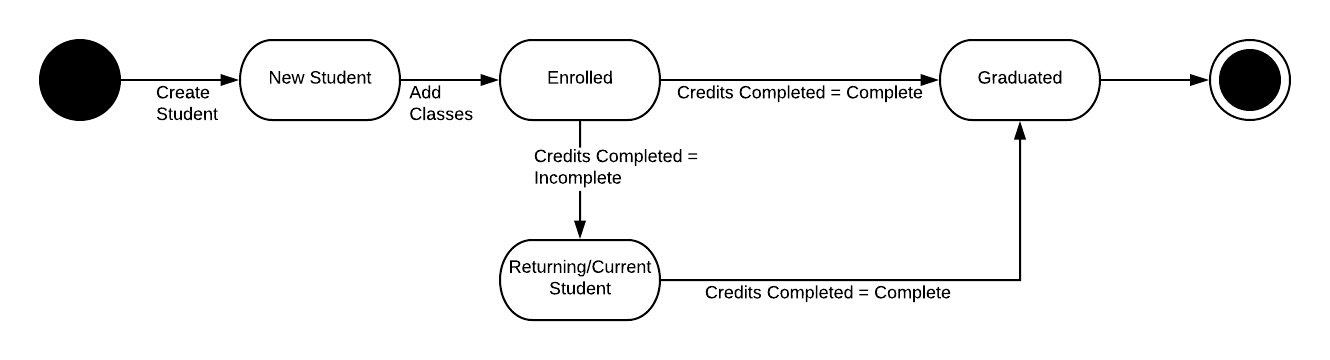 New Student
Enrolled
Graduated
Create
Student
Add
Classes
Credits Completed = Complete
Credits Completed =
Incomplete
Returning/Current
Student
Credits Completed = Complete